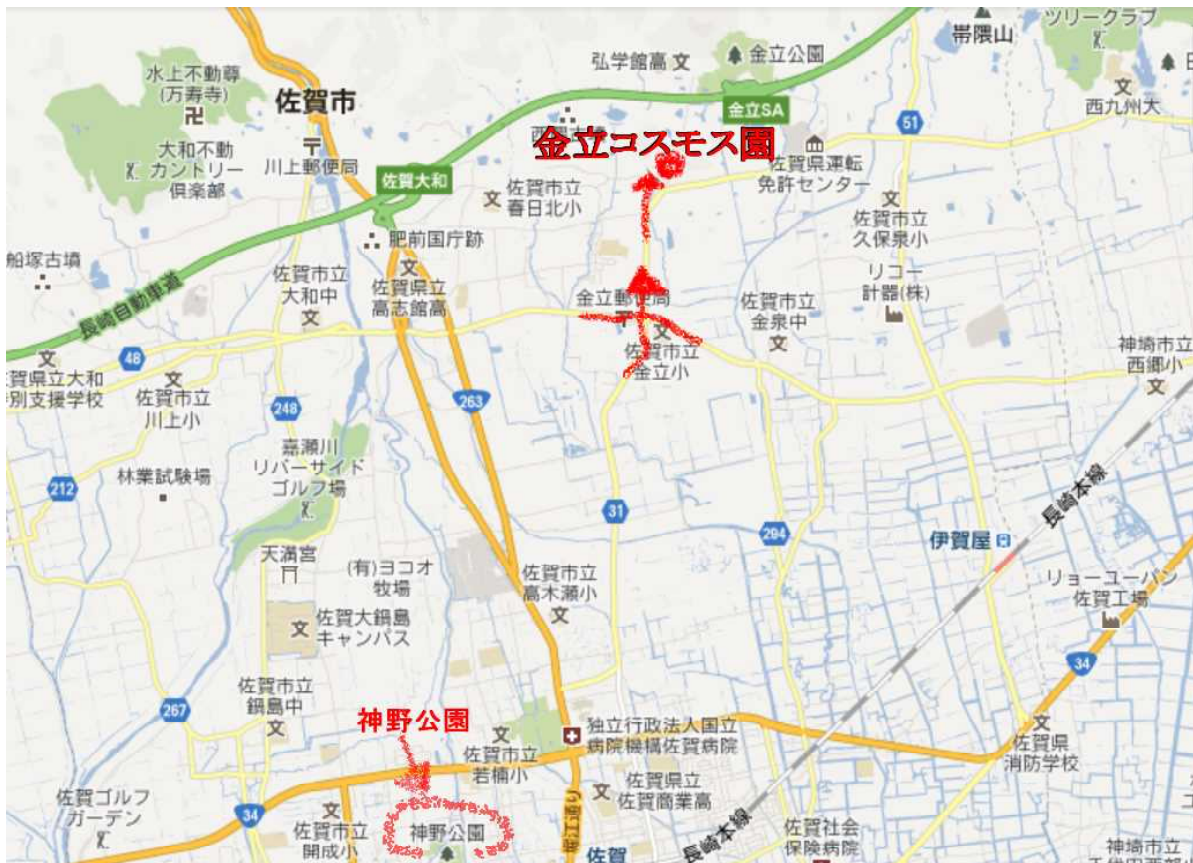 ツリークラブ
帯隈山
弘学館高
金立公園
水上不動尊
(万寿寺)
佐賀市
西九州大
金立SA
51
金立コスモス園
大和不動
カントリー
倶楽部
川上郵便局
佐賀大和
佐賀市立
春日北小
佐賀県運転
免許センター
佐賀市立
久保泉小
船塚古墳
肥前国庁跡
佐賀市立
大和中
佐賀県立
高志館高
リコー
計器(株)
長崎自動車道
金立郵便局
佐賀市立
金泉中
佐賀市立
金立小
神埼市立
西郷小
48
賀県立大和
別支援学校
佐賀市立
川上小
248
263
嘉瀬川
リバーサイド
ゴルフ場
212
林業試験場
31
294
長崎本線
伊賀屋
天満宮
(有)ヨコオ
牧場
佐賀市立
高木瀬小
リョーユーパン
佐賀工場
佐賀大鍋島
キャンパス
34
佐賀市立
鍋島中
267
神野公園
佐賀市立
若楠小
独立行政法人国立
病院機構佐賀病院
佐賀県
消防学校
佐賀ゴルフ
ガーデン
34
佐賀市立
開成小
神野公園
佐賀県立
佐賀商業高
長崎本線
佐賀
佐賀社会
保険病院
神埼市立